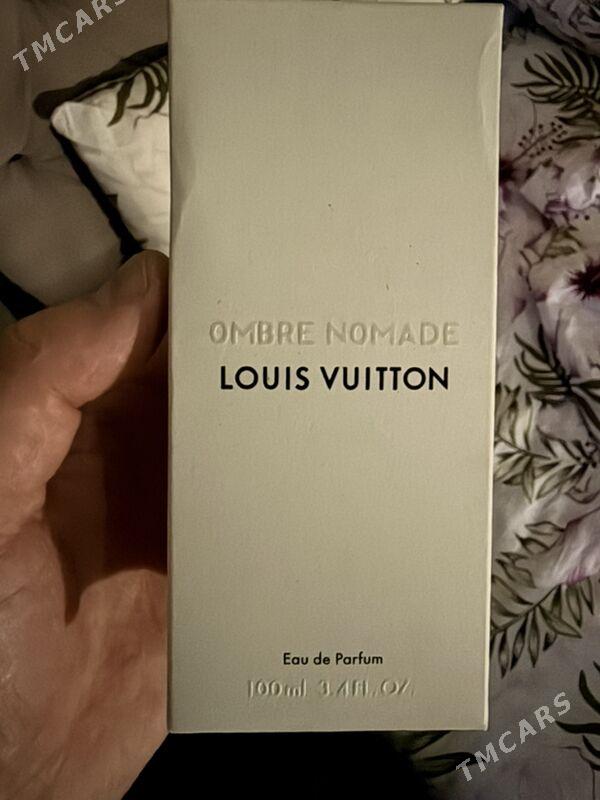 TMCARS
OMBRE NOMADE
LOUIS VUITTON
Eau de Parfum
100ml 3.4FL.OZ.
TMCARS